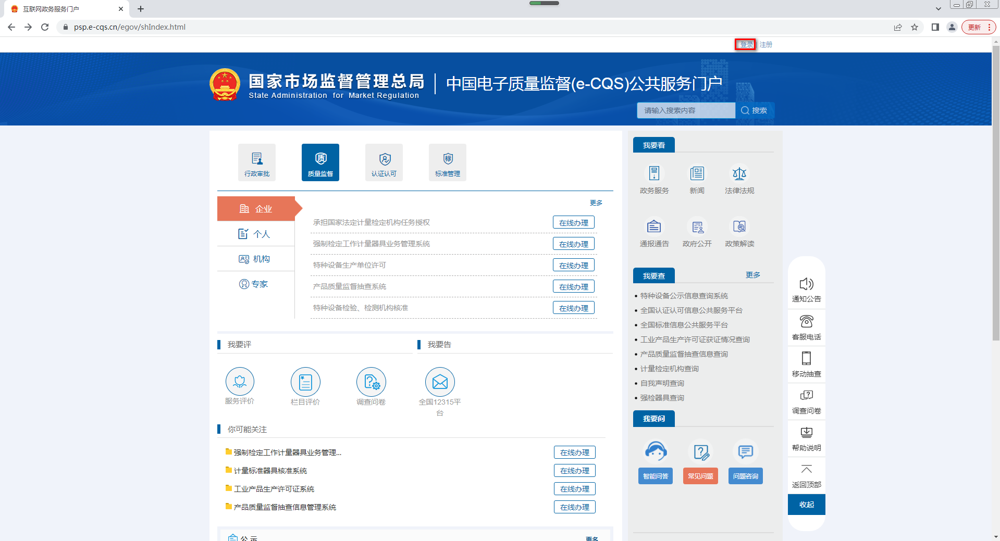 互联网政务服务门户
psp.e-cqs.cn/egov/shIndex.html
更新
登录 注册
国家市场监督管理总局
State Administration for Market Regulation
中国电子质量监督(e-CQS)公共服务门户
请输入搜索内容 搜索
行政审批 质量监督 认证认可 标准管理
质
标
企业
个人
机构
专家
更多
承担国家法定计量检定机构任务授权 在线办理
强制检定工作计量器具业务管理系统 在线办理
特种设备生产单位许可 在线办理
产品质量监督抽查系统 在线办理
特种设备检验、检测机构核准 在线办理
我要评
服务评价 栏目评价 调查问卷
我要告
全国12315平
台
你可能关注
强制检定工作计量器具业务管理... 在线办理
计量标准器具核准系统 在线办理
工业产品生产许可证系统 在线办理
产品质量监督抽查信息管理系统 在线办理
公示 更多
我要看
政务服务 新闻 法律法规
通报通告 政府公开 政策解读
我要查 更多
特种设备公示信息查询系统
全国认证认可信息公共服务平台
全国标准信息公共服务平台
工业产品生产许可证获证情况查询
产品质量监督抽查信息查询
计量检定机构查询
自我声明查询
强检器具查询
我要问
智能问答 常见问题 问题咨询
通知公告
客服电话
移动抽查
调查问卷
帮助说明
返回顶部
收起